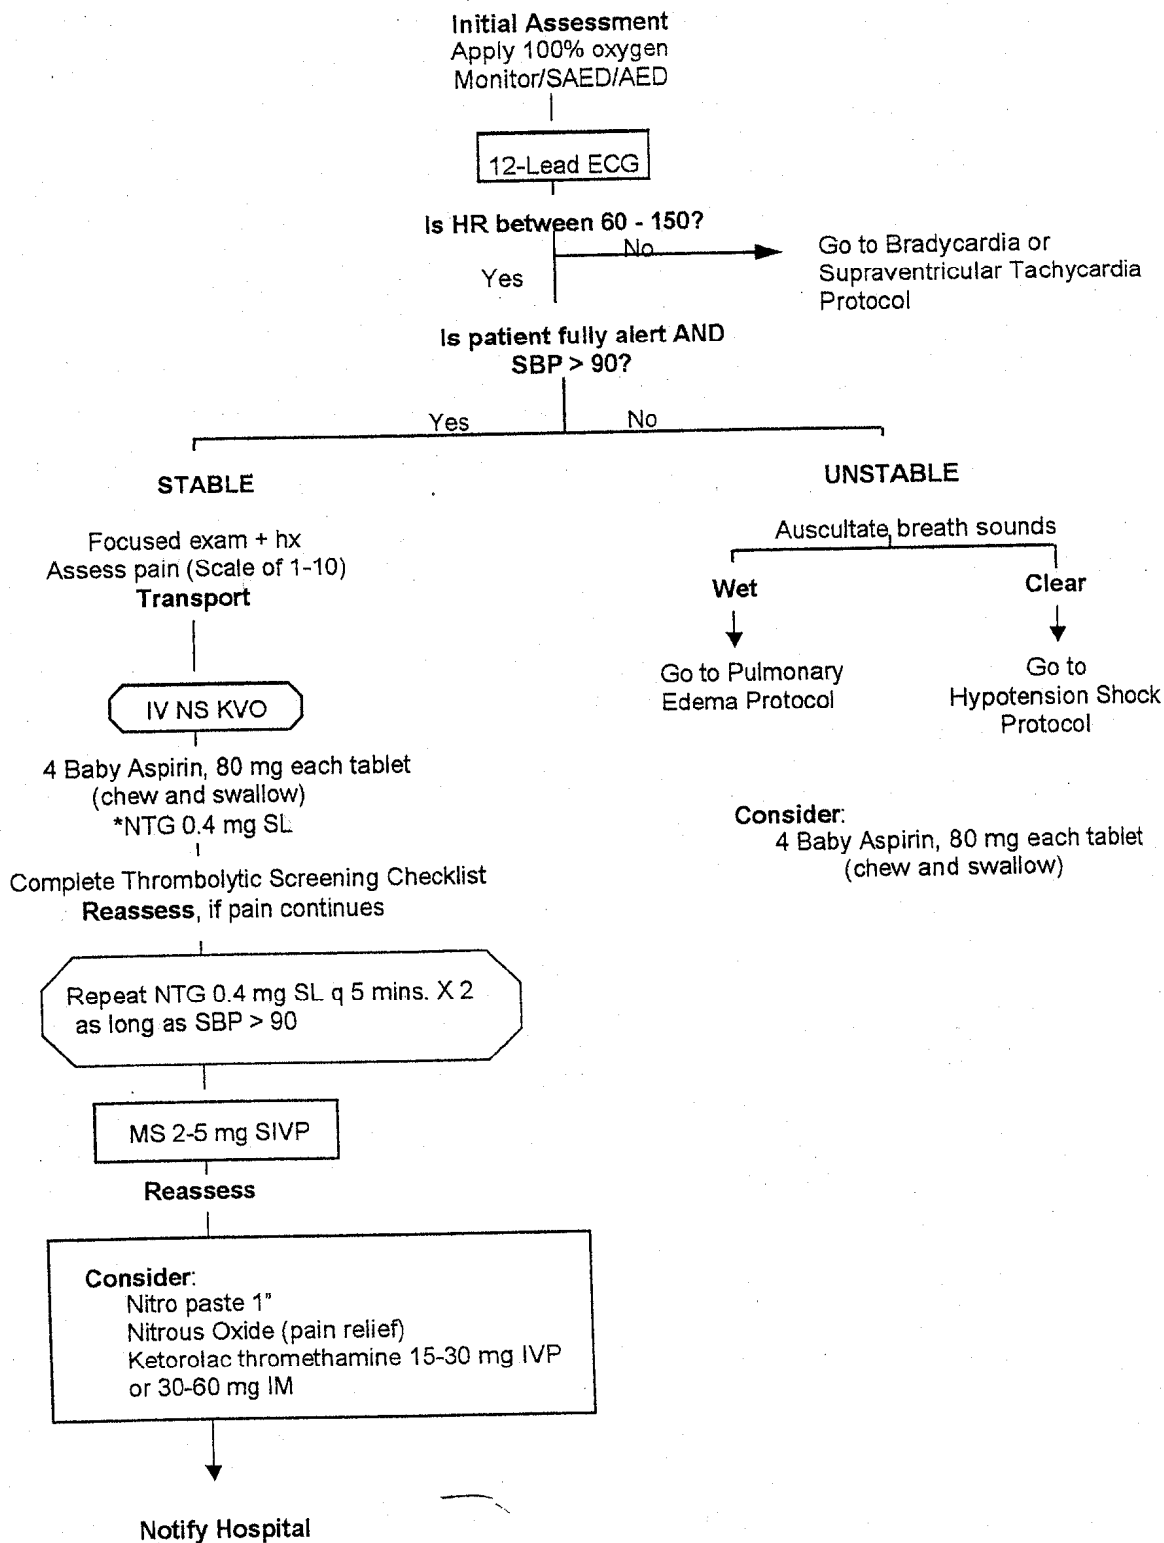 Initial Assessment
Apply 100% oxygen
Monitor/SAED/AED
12-Lead ECG
Is HR between 60 - 150?
No
Yes
Go to Bradycardia or
Supraventricular Tachycardia
Protocol
Is patient fully alert AND
SBP > 90?
Yes
No
STABLE
Focused exam + hx
Assess pain (Scale of 1-10)
Transport
IV NS KVO
4 Baby Aspirin, 80 mg each tablet
(chew and swallow)
*NTG 0.4 mg SL
Complete Thrombolytic Screening Checklist
Reassess, if pain continues
Repeat NTG 0.4 mg SL q 5 mins. X 2
as long as SBP > 90
MS 2-5 mg SIVP
Reassess
Consider:
Nitro paste 1"
Nitrous Oxide (pain relief)
Ketorolac thromethamine 15-30 mg IVP
or 30-60 mg IM
Notify Hospital
UNSTABLE
Auscultate breath sounds
Wet
Clear
Go to Pulmonary
Edema Protocol
Go to
Hypotension Shock
Protocol
Consider:
4 Baby Aspirin, 80 mg each tablet
(chew and swallow)